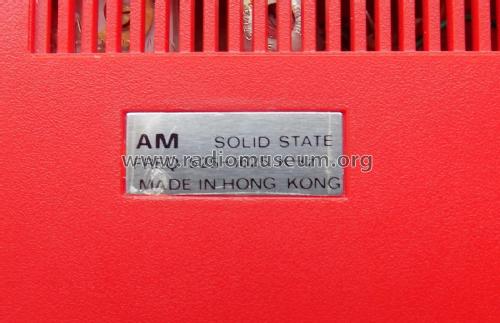 AM SOLID STATE
www.radiomuseum.org
MADE IN HONG KONG